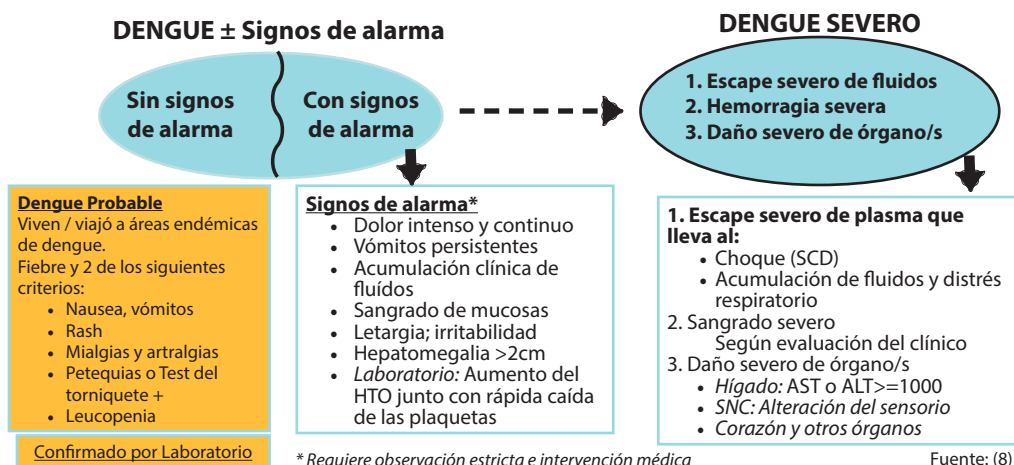 DENGUE ± Signos de alarma
Sin signos
de alarma
Con signos
de alarma
DENGUE SEVERO
1. Escape severo de fluidos
2. Hemorragia severa
3. Daño severo de órgano/s
Dengue Probable
Viven / viajó a áreas endémicas
de dengue.
Fiebre y 2 de los siguientes
criterios:
• Nausea, vómitos
• Rash
• Mialgias y artralgias
• Petequias o Test del
torniquete +
• Leucopenia
Confirmado por Laboratorio
Signos de alarma*
• Dolor intenso y continuo
• Vómitos persistentes
• Acumulación clínica de
fluídos
• Sangrado de mucosas
• Letargia; irritabilidad
• Hepatomegalia >2cm
• Laboratorio: Aumento del
HTO junto con rápida caída
de las plaquetas
* Requiere observación estricta e intervención médica
1. Escape severo de plasma que
lleva al:
• Choque (SCD)
• Acumulación de fluidos y distrés
respiratorio
2. Sangrado severo
Según evaluación del clínico
3. Daño severo de órgano/s
• Hígado: AST o ALT>=1000
• SNC: Alteración del sensorio
• Corazón y otros órganos
Fuente: (8)